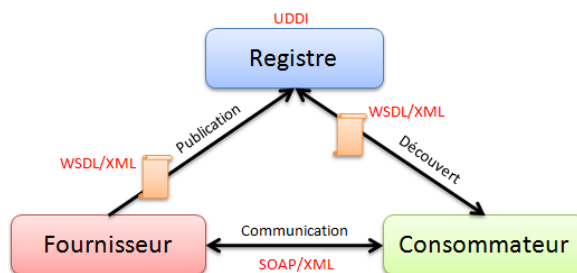 UDDI
Registre
WSDL/XML
Publication
WSDL/XML
Découvert
Fournisseur
Communication
SOAP/XML
Consommateur